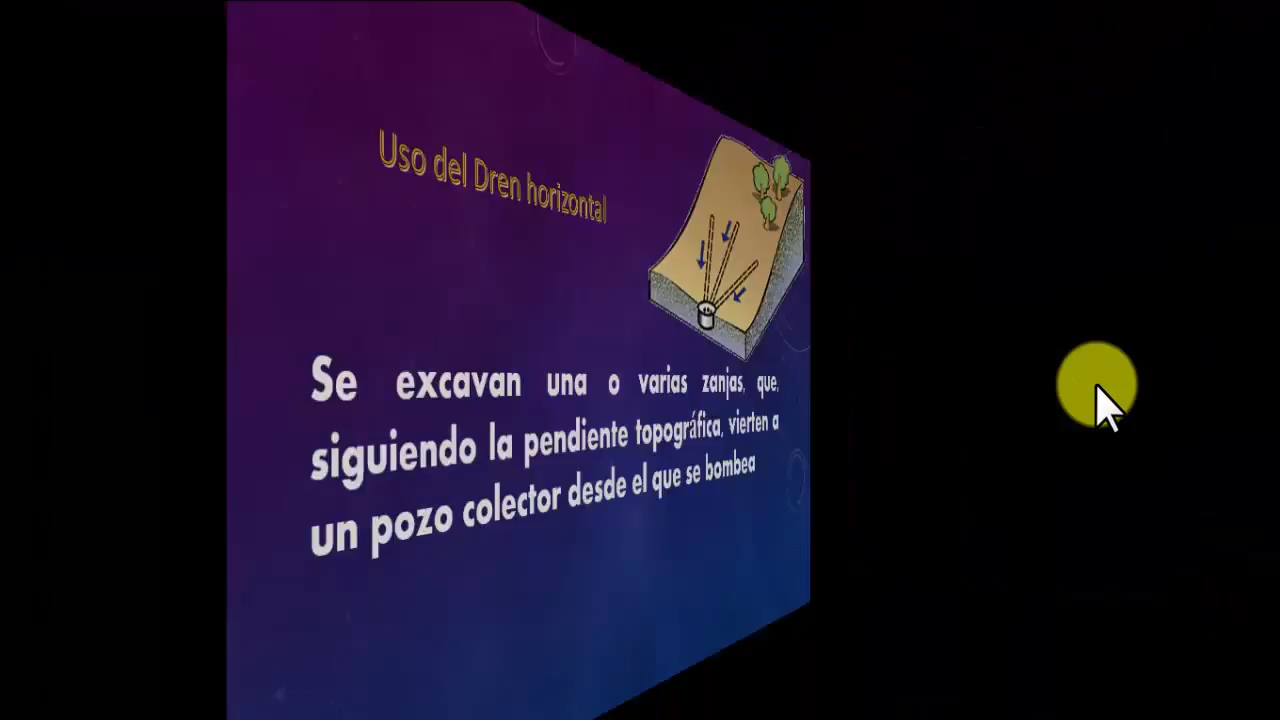 Uso del Dren horizontal
Se excavan una o varias zanjas, que,
siguiendo la pendiente topográfica, vierten a
un pozo colector desde el que se bombea